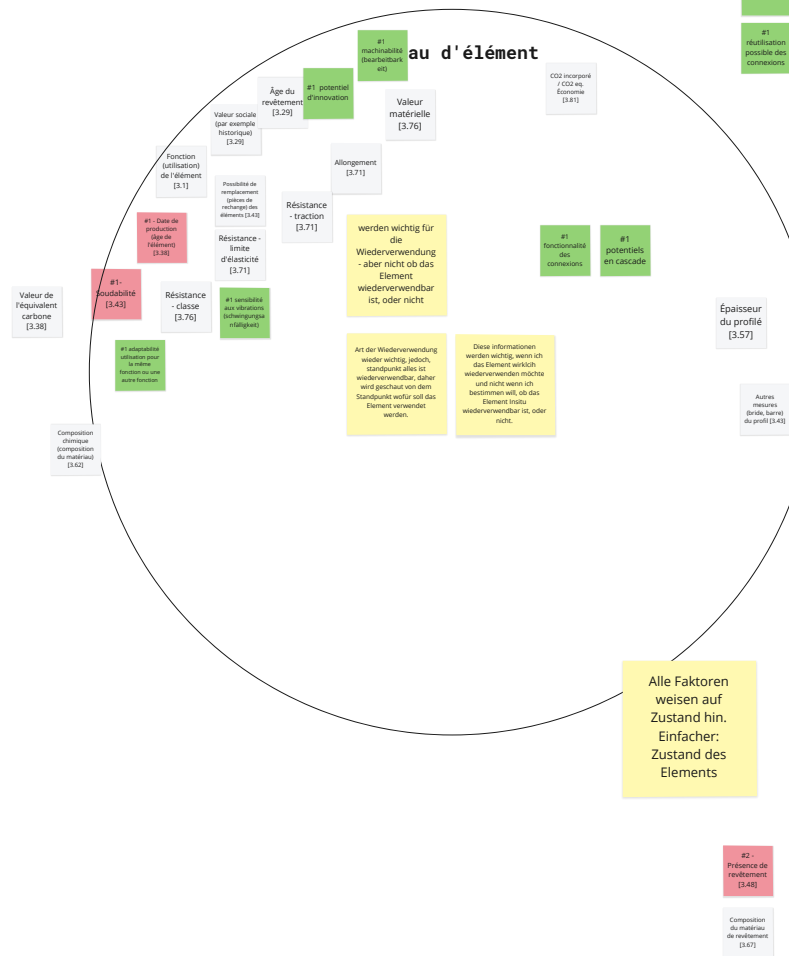 #1
machinabilité
(bearbeitbark
eit)
au d'élément
#1
réutilisation
possible des
connexions
CO2 incorporé
/ CO2 eq.
Économie
[3.81]
Âge du
revêtement
[3.29]
#1 potentiel
d'innovation
Valeur
matérielle
[3.76]
Valeur sociale
(par exemple
historique)
[3.29]
Fonction
(utilisation)
de l'élément
[3.1]
Allongement
[3.71]
Possibilité de
remplacement
(pièces de
rechange) des
éléments [3.43]
Résistance
- traction
[3.71]
#1 - Date de
production
(âge de
l'élément)
[3.38]
Résistance -
limite
d'élasticité
[3.71]
werden wichtig für
die
Wiederverwendung
- aber nicht ob das
Element
wiederverwendbar
ist, oder nicht
#1
fonctionnalité
des
connexions
#1
potentiels
en cascade
#1-
Soudabilité
[3.43]
Valeur de
l'équivalent
carbone
[3.38]
Résistance
- classe
[3.76]
#1 sensibilité
aux vibrations
(scheingungsa
nfälligkeit)
Épaisseur
du profilé
[3.57]
#1 adaptabilité
utilisation pour
la même
fonction ou une
autre fonction
Art der Wiederverwendung
wieder wichtig, jedoch,
standpunkt alles ist
wiederverwendbar, daher
wird geschaut von dem
Standpunkt wofür soll das
Element verwendet
werden.
Diese informationen
werden wichtig, wenn ich
das Element wirklcih
wiederverwenden möchte
und nicht wenn ich
bestimmen will, ob das
Element Insitu
wiederverwendbar ist, oder
nicht.
Autres
mesures
(bride, barre)
du profil [3.43]
Composition
chimique
(composition
du matériau)
[3.62]
Alle Faktoren
weisen auf
Zustand hin.
Einfacher:
Zustand des
Elements
#2 -
Présence de
revêtement
[3.48]
Composition
du matériau
de revêtement
[3.67]